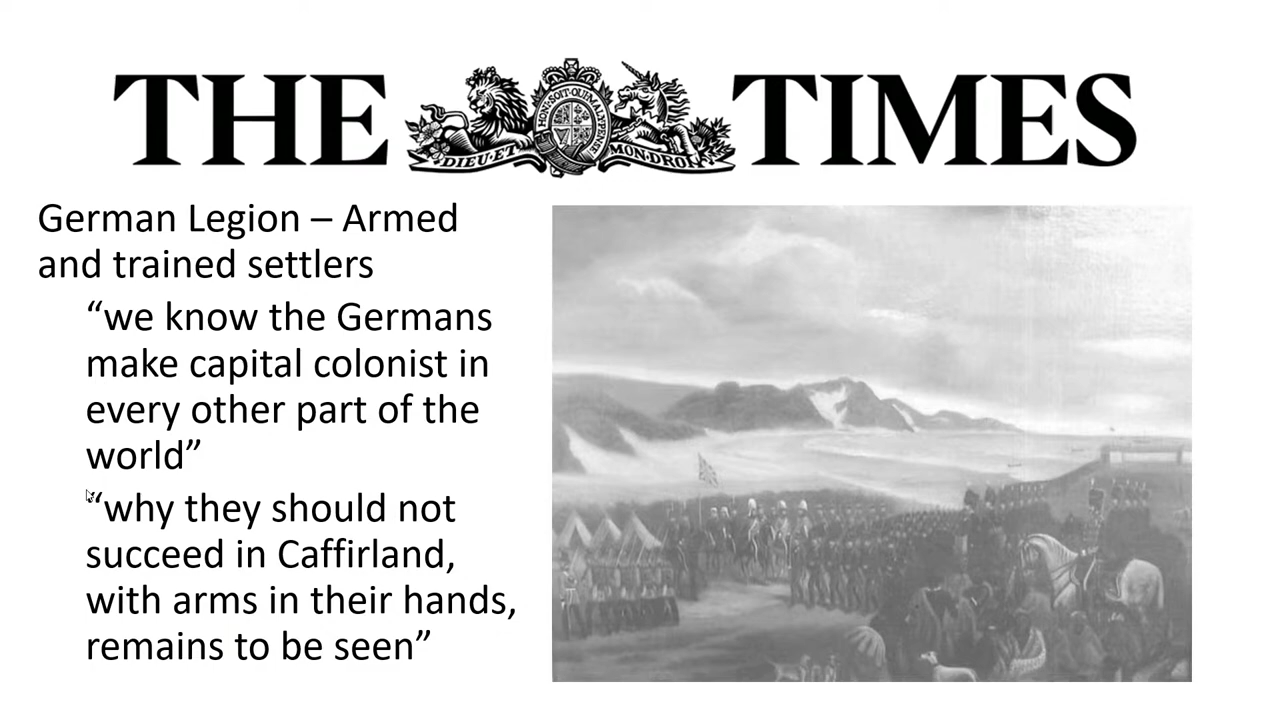 THE TIMES
HON·SOIT·QUI·MAL·Y·PENSE
DIEU·ET MON·DROIT
German Legion – Armed
and trained settlers
“we know the Germans
make capital colonist in
every other part of the
world”
“why they should not
succeed in Caffirland,
with arms in their hands,
remains to be seen”